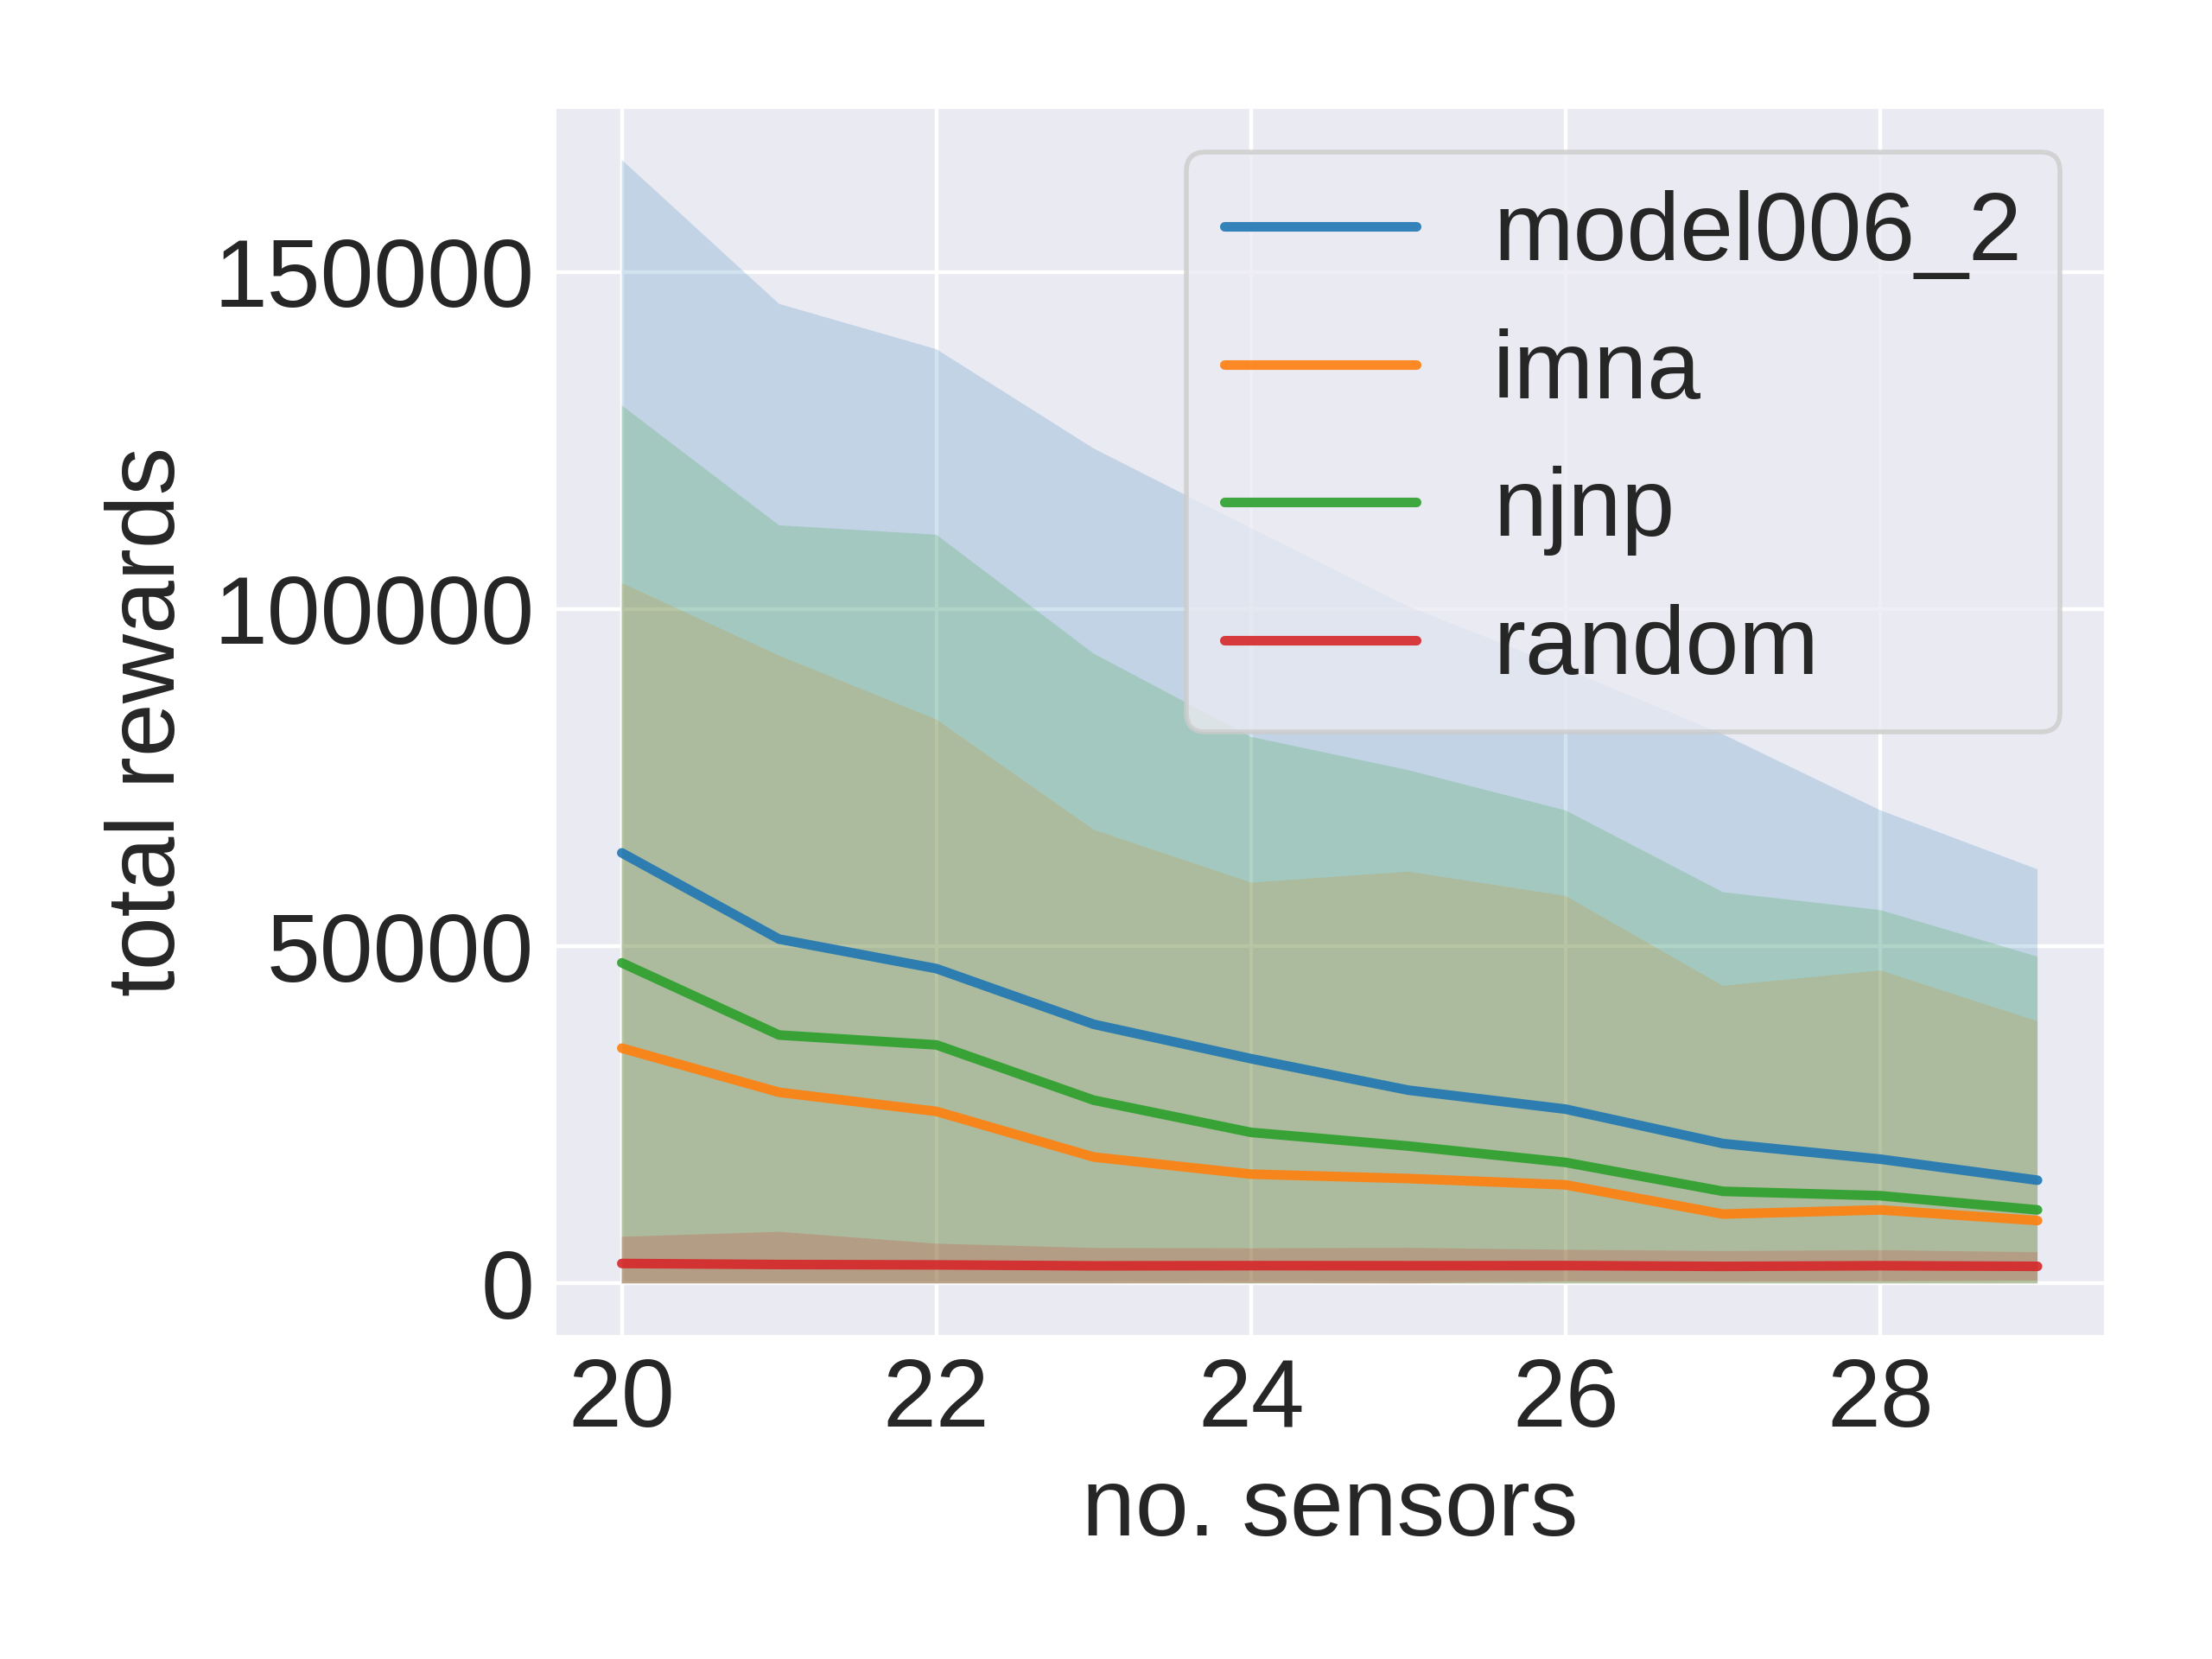 total rewards
150000
100000
50000
0
20 22 24 26 28
no. sensors
model006_2
imna
njnp
random